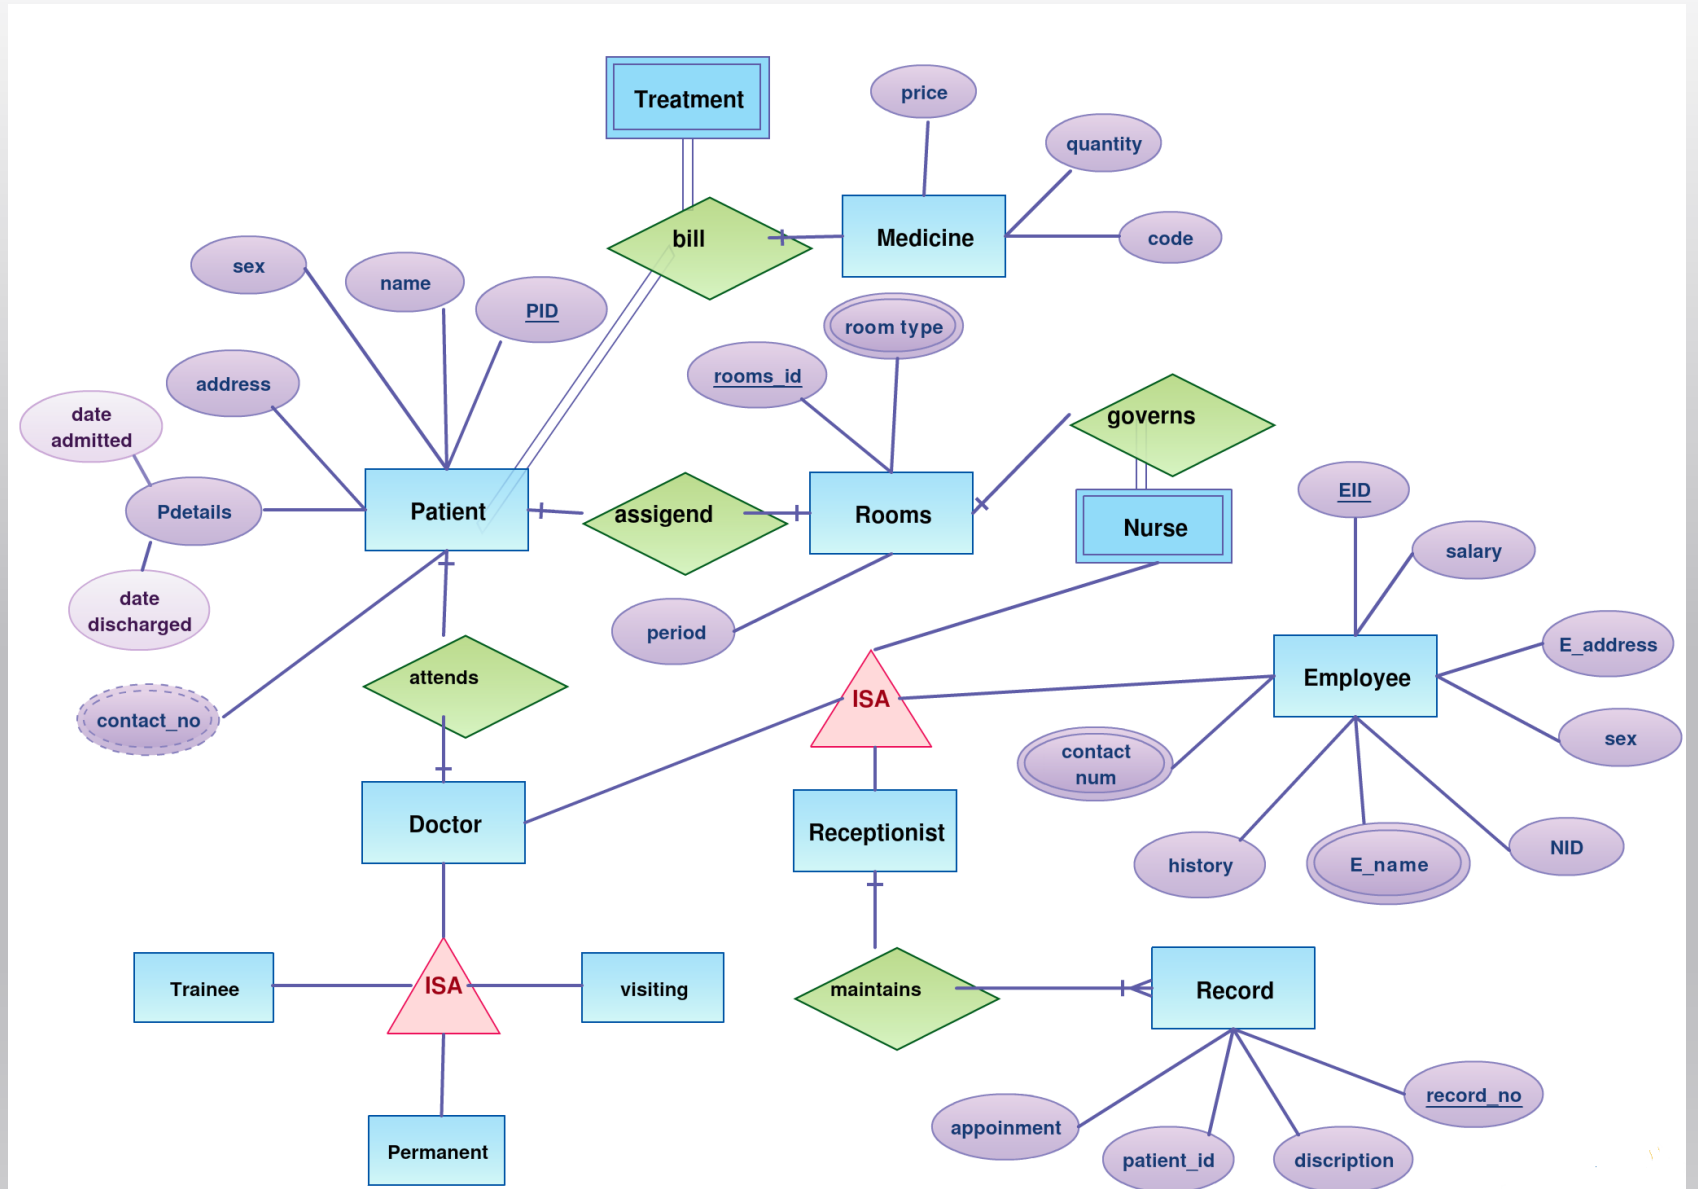 Treatment
price
quantity
Medicine
code
bill
sex
name
PID
room type
rooms_id
address
date
admitted
governs
Pdetails
Patient
assigend
Rooms
Nurse
EID
salary
date
discharged
period
E_address
attends
ISA
Employee
contact_no
contact
num
sex
Doctor
Receptionist
history
E_name
NID
Trainee
ISA
visiting
maintains
Record
record_no
appoinment
patient_id
discription
Permanent